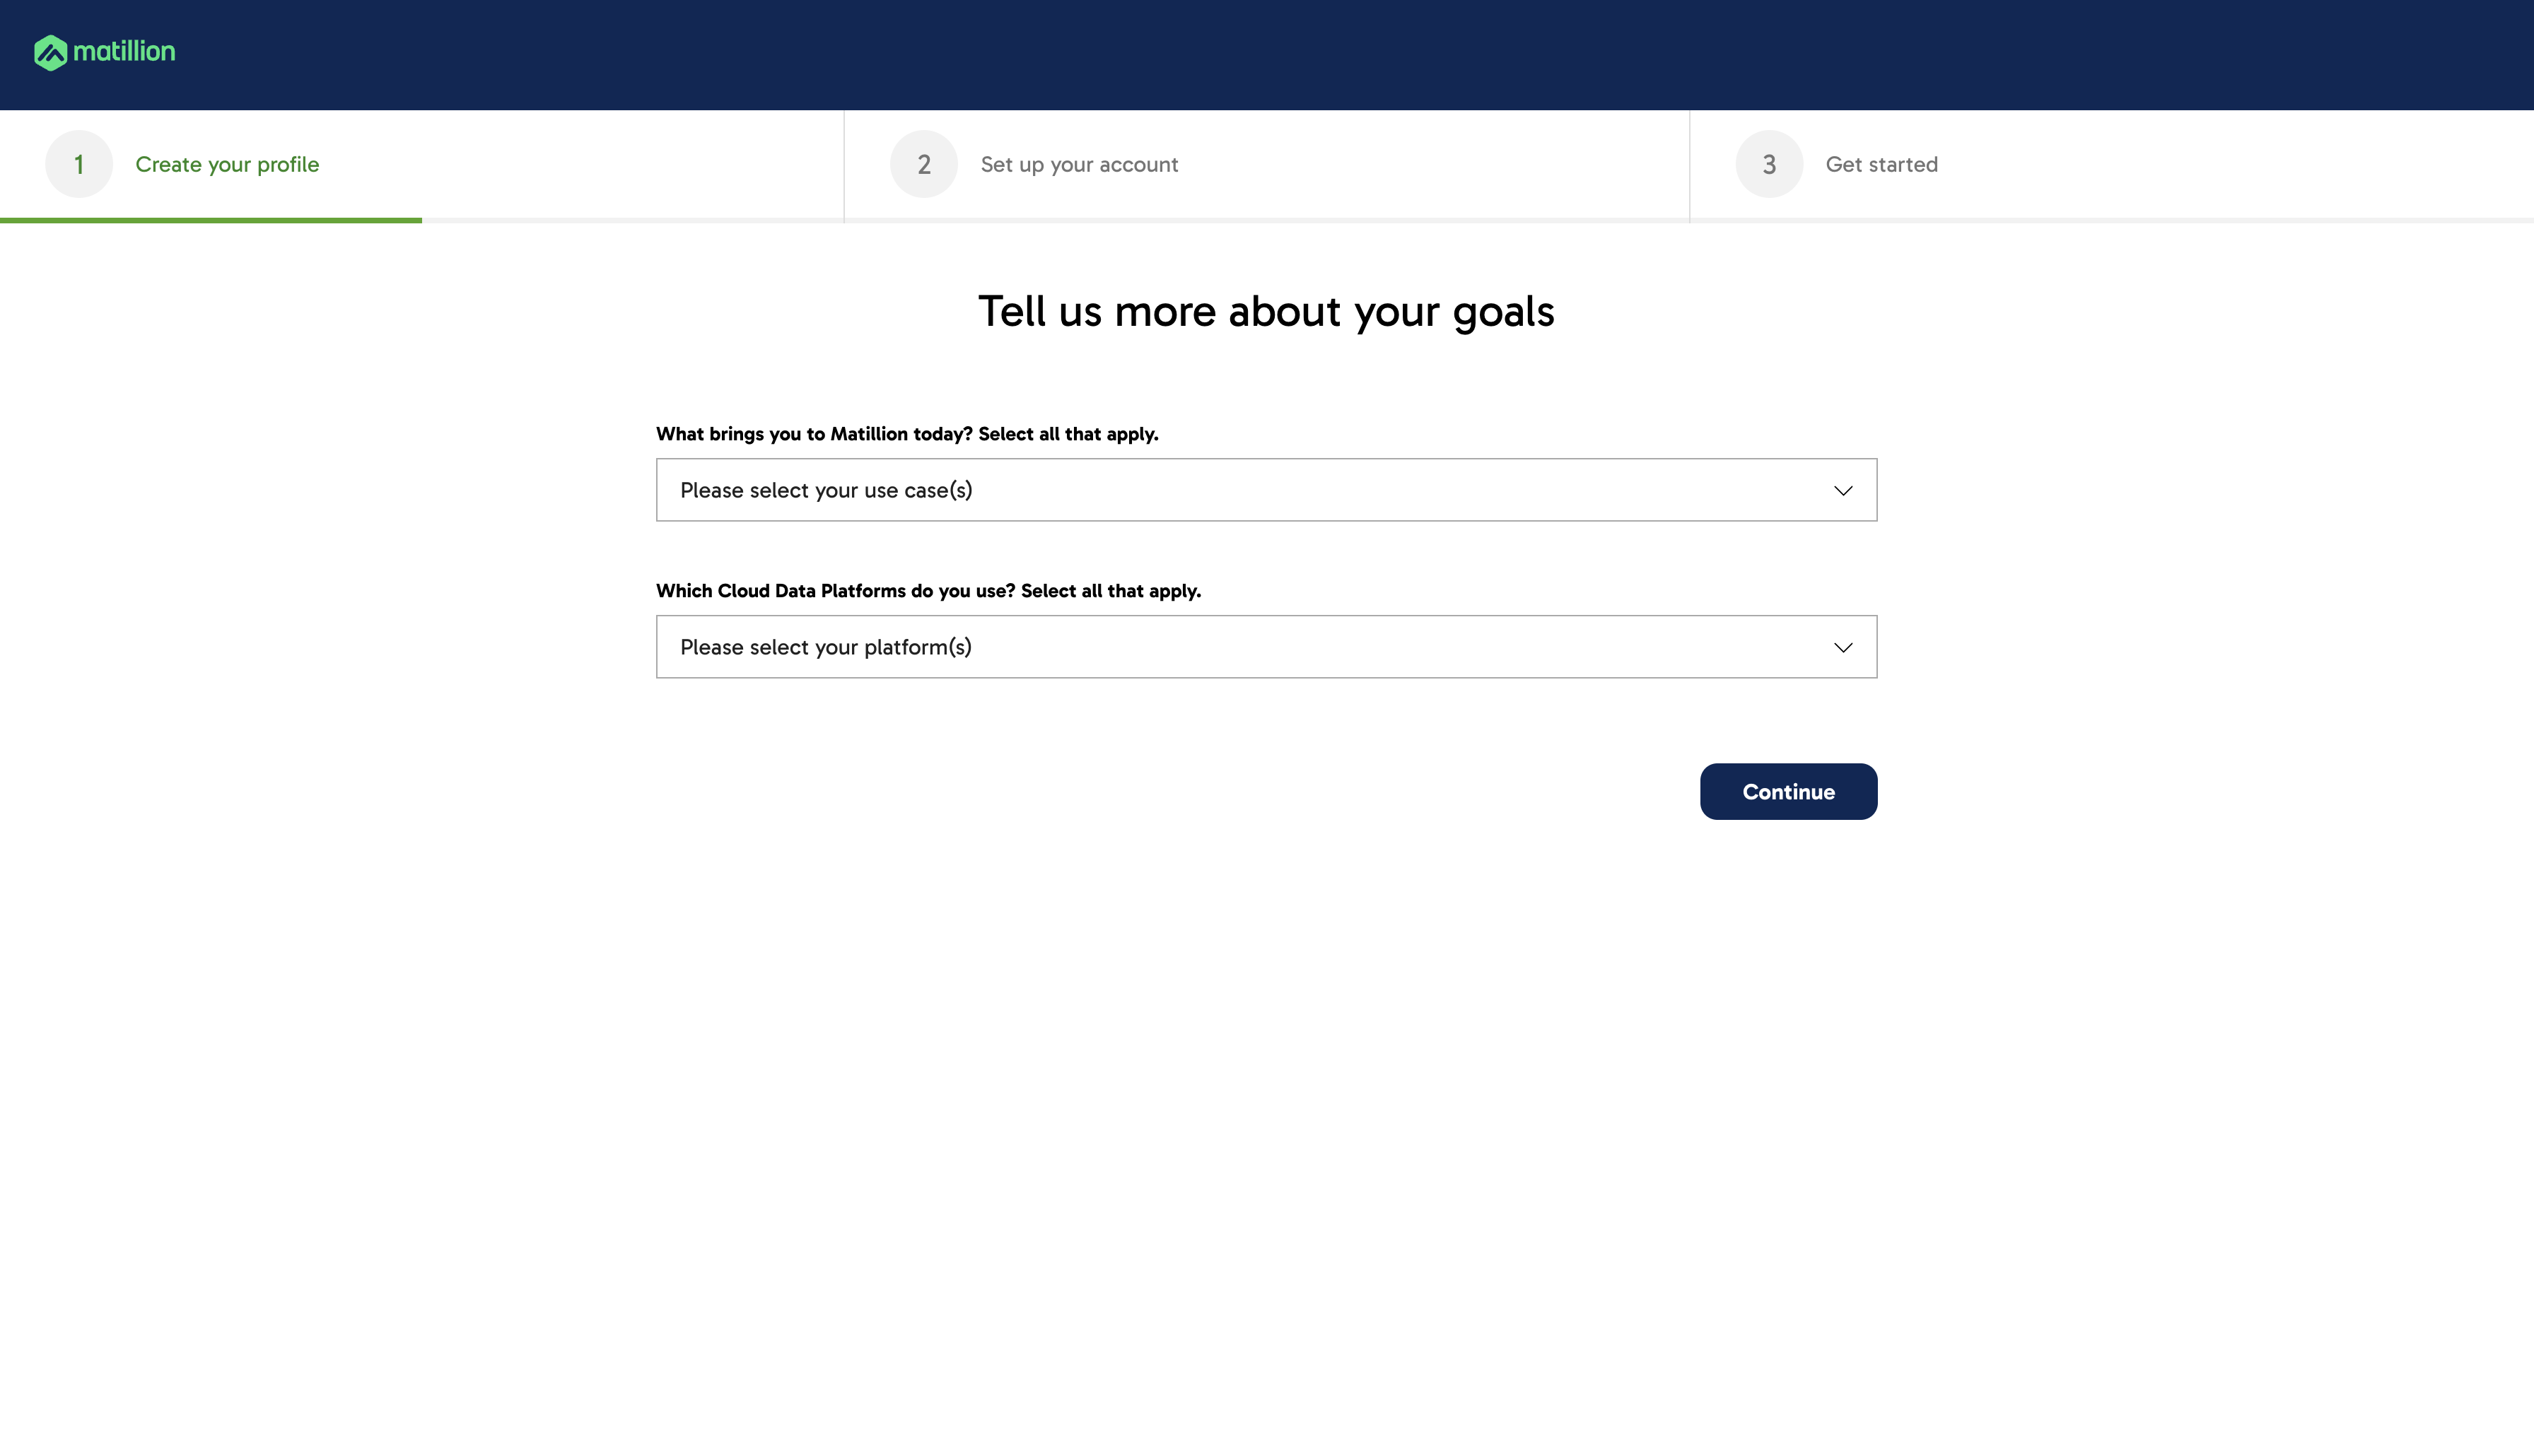 matillion
1 Create your profile
2 Set up your account
3 Get started
Tell us more about your goals
What brings you to Matillion today? Select all that apply.
Please select your use case(s)
Which Cloud Data Platforms do you use? Select all that apply.
Please select your platform(s)
Continue